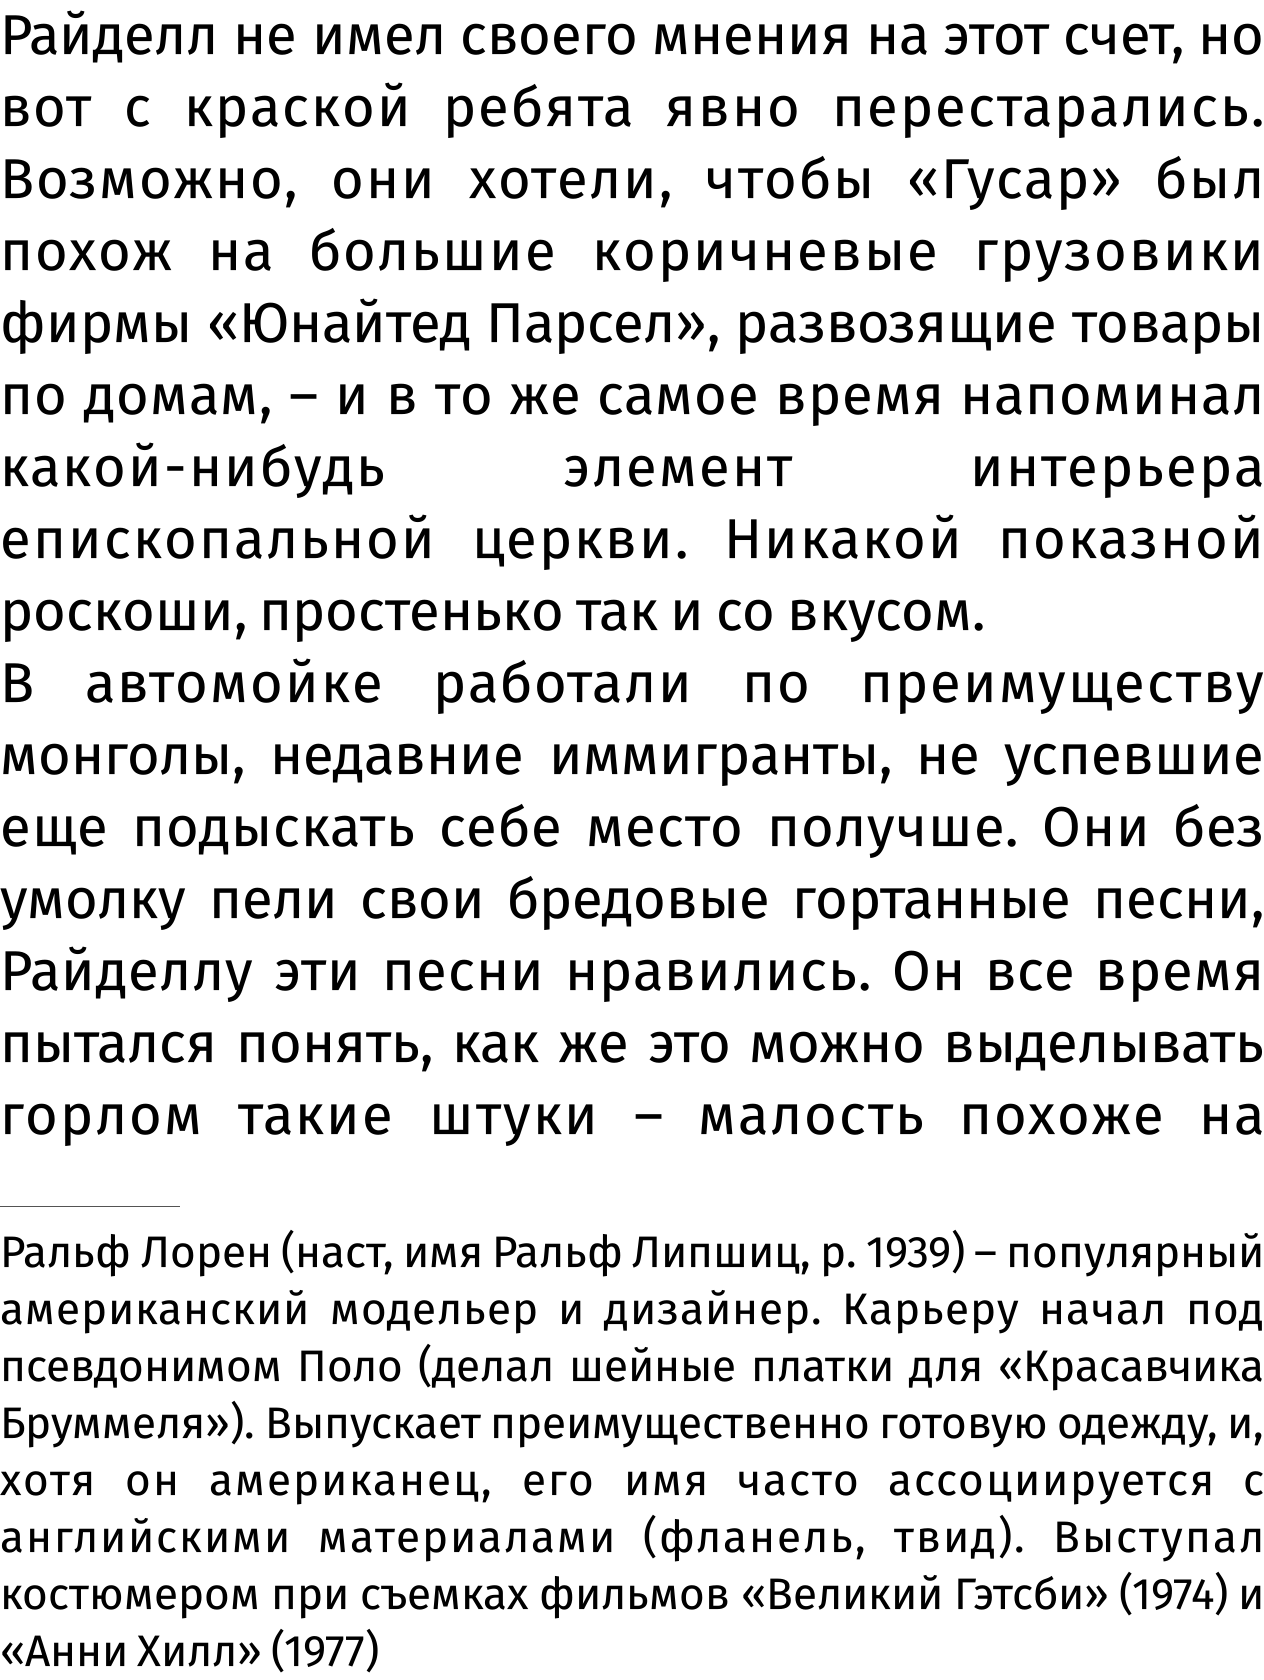 Райделл не имел своего мнения на этот счет, но
вот с краской ребята явно перестарались.
Возможно, они хотели, чтобы «Гусар» был
похож на большие коричневые грузовики
фирмы «Юнайтед Парсел», развозящие товары
по домам, – и в то же самое время напоминал
какой-нибудь элемент интерьера
епископальной церкви. Никакой показной
роскоши, простенько так и со вкусом.
В автомойке работали по преимуществу
монголы, недавние иммигранты, не успевшие
еще подыскать себе место получше. Они без
умолку пели свои бредовые гортанные песни,
Райделлу эти песни нравились. Он все время
пытался понять, как же это можно выделывать
горлом такие штуки – малость похоже на
Ральф Лорен (наст, имя Ральф Липшиц, р. 1939) – популярный
американский модельер и дизайнер. Карьеру начал под
псевдонимом Поло (делал шейные платки для «Красавчика
Бруммеля»). Выпускает преимущественно готовую одежду, и,
хотя он американец, его имя часто ассоциируется с
английскими материалами (фланель, твид). Выступал
костюмером при съемках фильмов «Великий Гэтсби» (1974) и
«Анни Хилл» (1977)